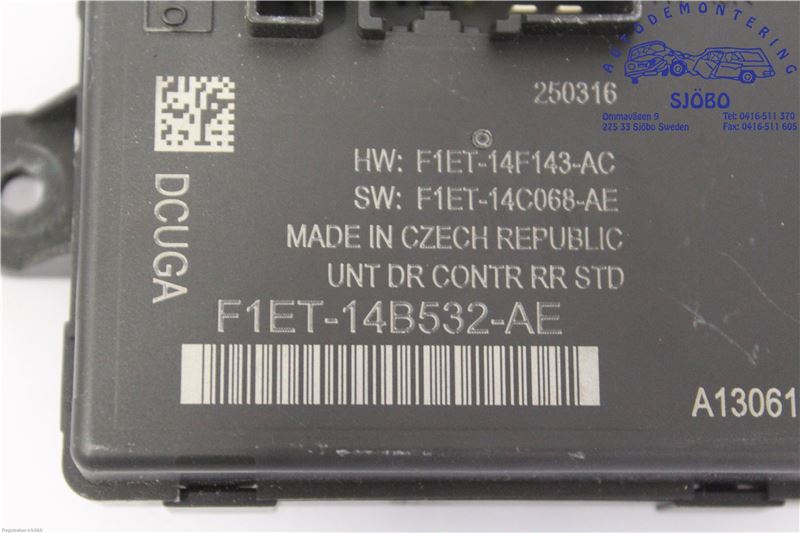 AUTODEMONTERING
SJÖBO
Ommavägen 9
275 33 Sjöbo Sweden
Tel: 0416-511 370
Fax: 0416-511 605
250316
HW: F1ET-14F143-AC
SW: F1ET-14C068-AE
MADE IN CZECH REPUBLIC
UNT DR CONTR RR STD
F1ET-14B532-AE
DCUGA
A13061